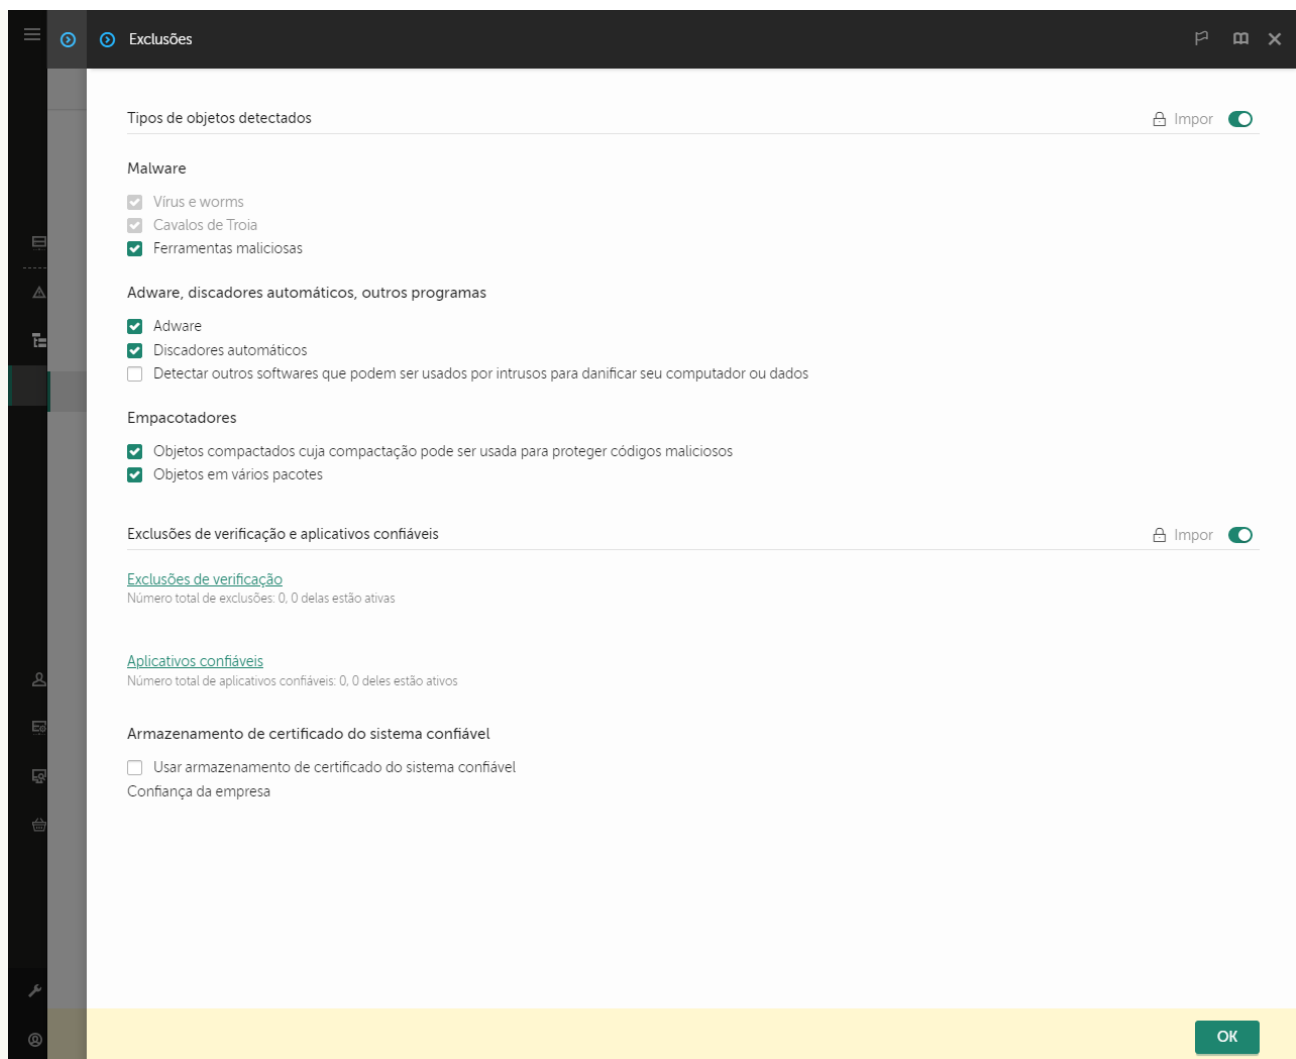 Exclusões
Tipos de objetos detectados
Impor
Malware
Vírus e worms
Cavalos de Troia
Ferramentas maliciosas
Adware, discadores automáticos, outros programas
Adware
Discadores automáticos
Detectar outros softwares que podem ser usados por intrusos para danificar seu computador ou dados
Empacotadores
Objetos compactados cuja compactação pode ser usada para proteger códigos maliciosos
Objetos em vários pacotes
Exclusões de verificação e aplicativos confiáveis
Impor
Exclusões de verificação
Número total de exclusões: 0, 0 delas estão ativas
Aplicativos confiáveis
Número total de aplicativos confiáveis: 0, 0 deles estão ativos
Armazenamento de certificado do sistema confiável
Usar armazenamento de certificado do sistema confiável
Confiança da empresa
OK